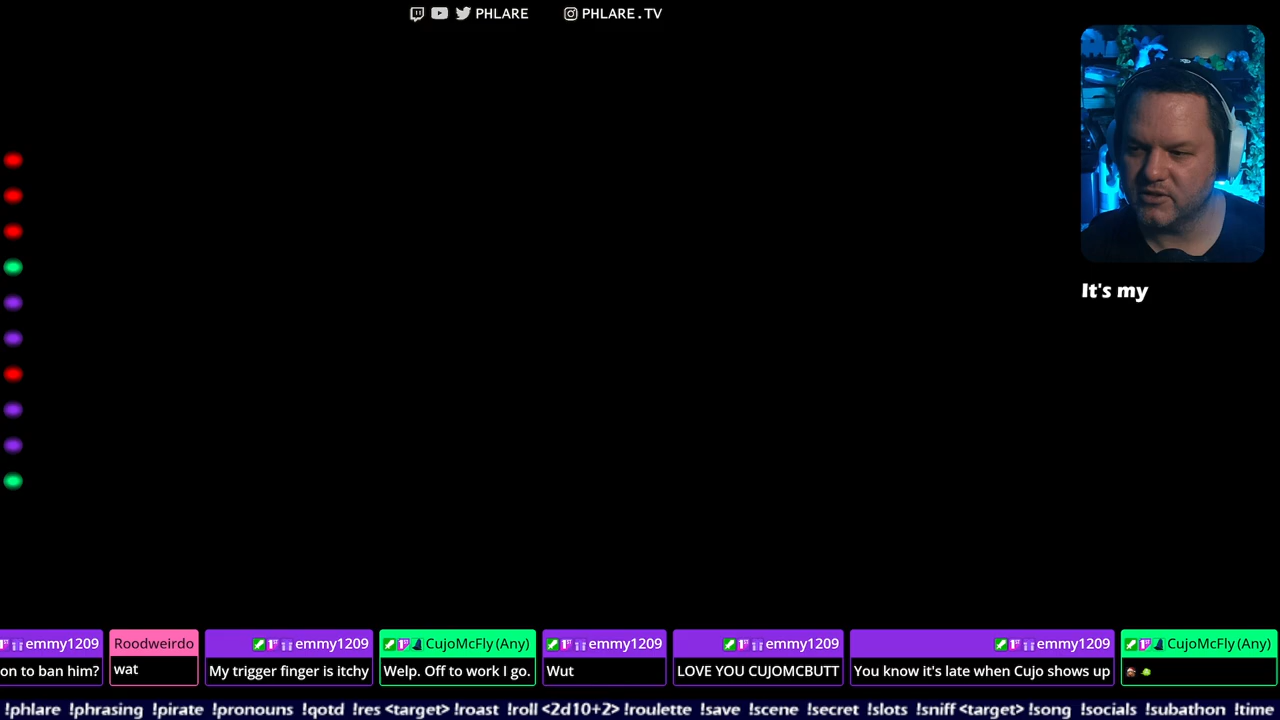 PHLARE PHLARE.TV
It's my
emmy1209
on to ban him?
Roodweirdo
wat
emmy1209
My trigger finger is itchy
CujoMcFly (Any)
Welp. Off to work I go.
emmy1209
Wut
emmy1209
LOVE YOU CUJOMCBUTT
emmy1209
You know it's late when Cujo shows up
CujoMcFly (Any)
!phlare !phrasing !pirate !pronouns !qotd !res <target> !roast !roll <2d10+2> !roulette !save !scene !secret !slots !sniff <target> !song !socials !subathon !time